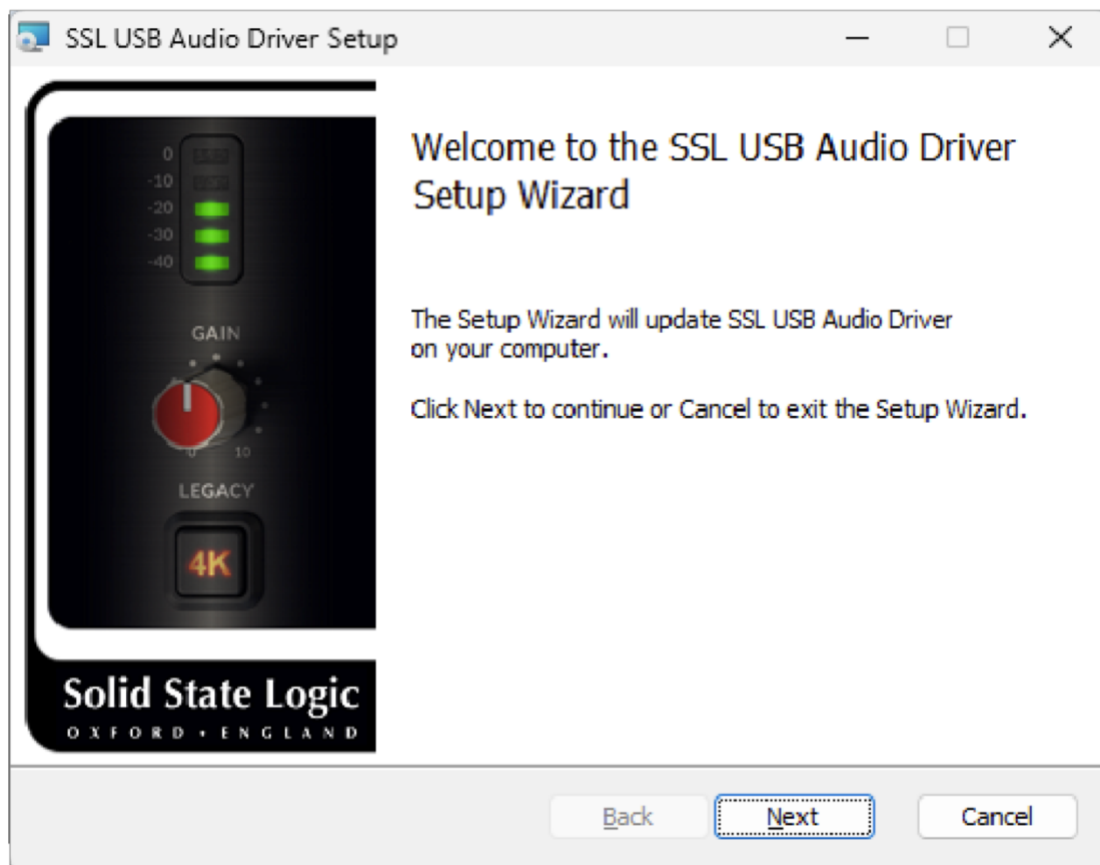 SSL USB Audio Driver Setup
Welcome to the SSL USB Audio Driver
Setup Wizard
0
-10
-20
-30
-40
GAIN
0 10
LEGACY
4K
Solid State Logic
OXFORD • ENGLAND
The Setup Wizard will update SSL USB Audio Driver
on your computer.
Click Next to continue or Cancel to exit the Setup Wizard.
Back Next Cancel